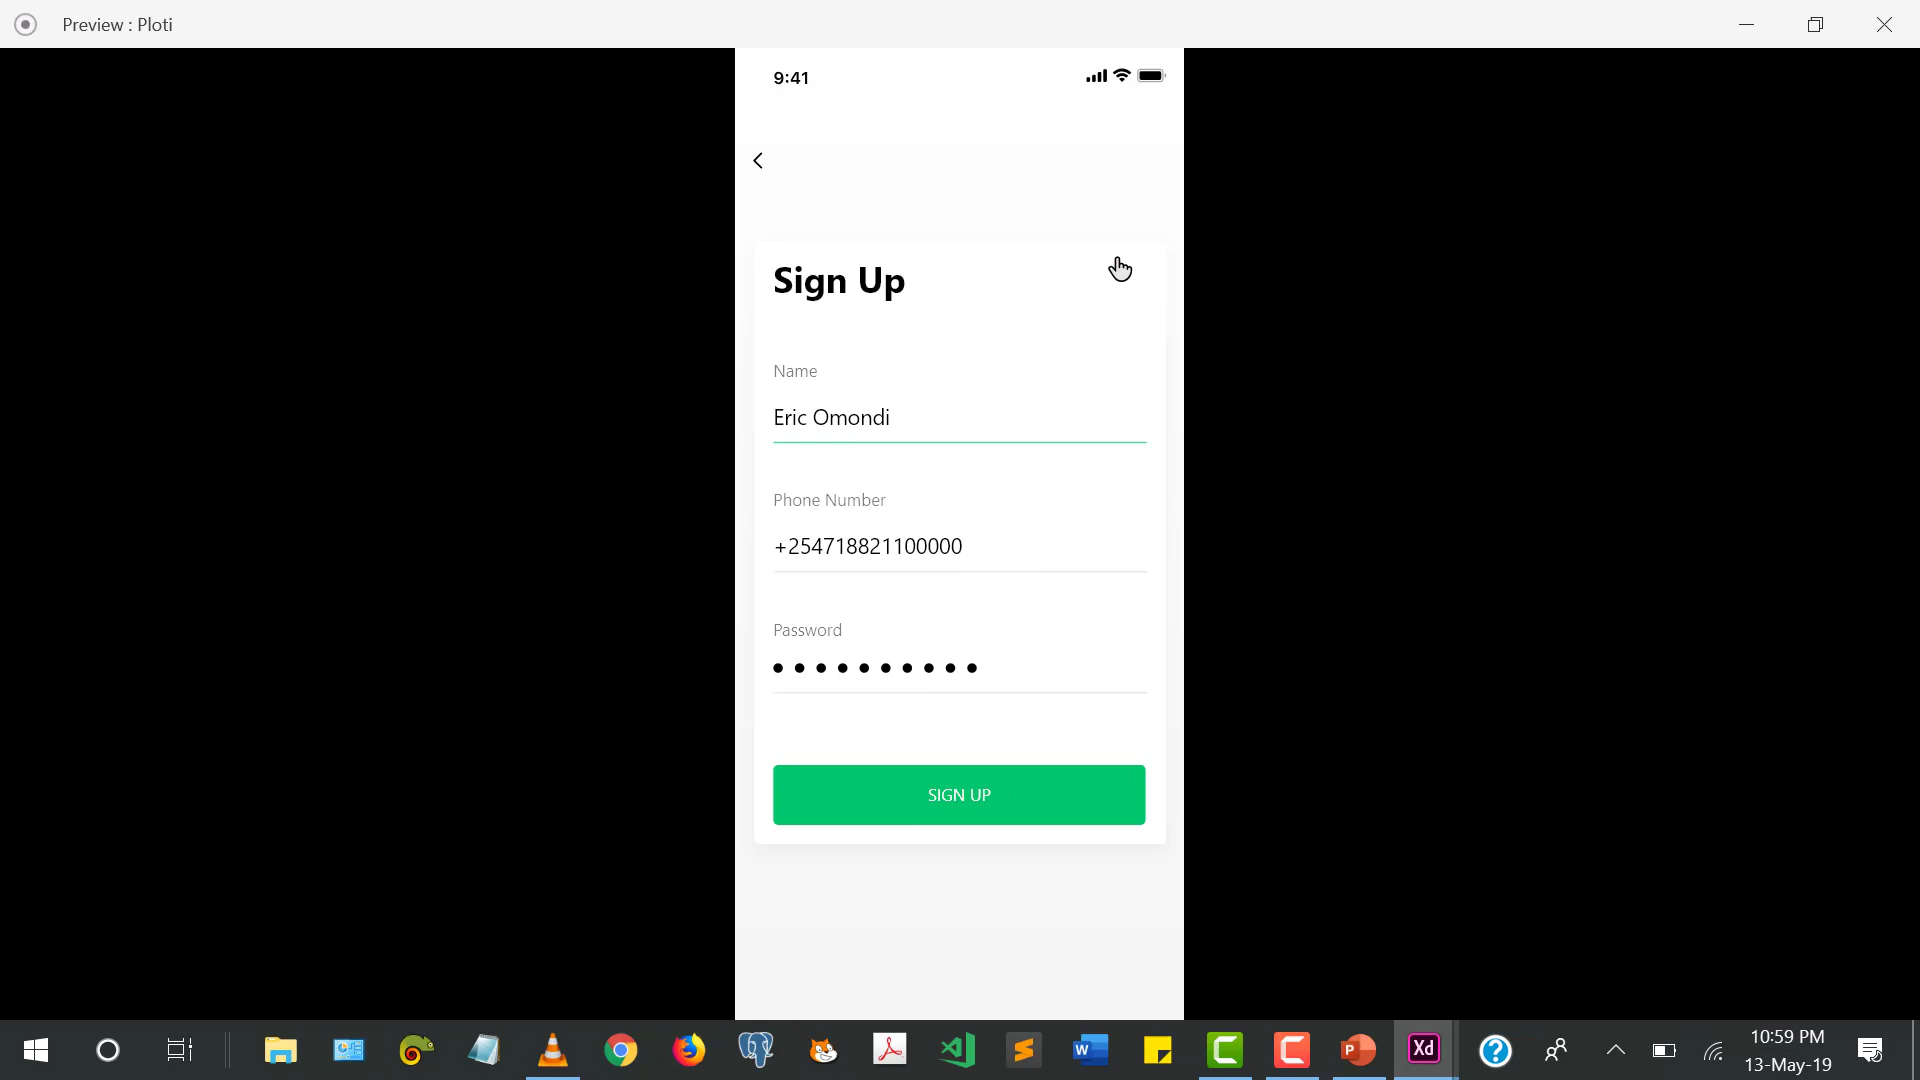 Preview : Ploti
9:41
Sign Up
Name
Eric Omondi
Phone Number
+254718821100000
Password
SIGN UP
W
P
Xd
?
10:59 PM
13-May-19